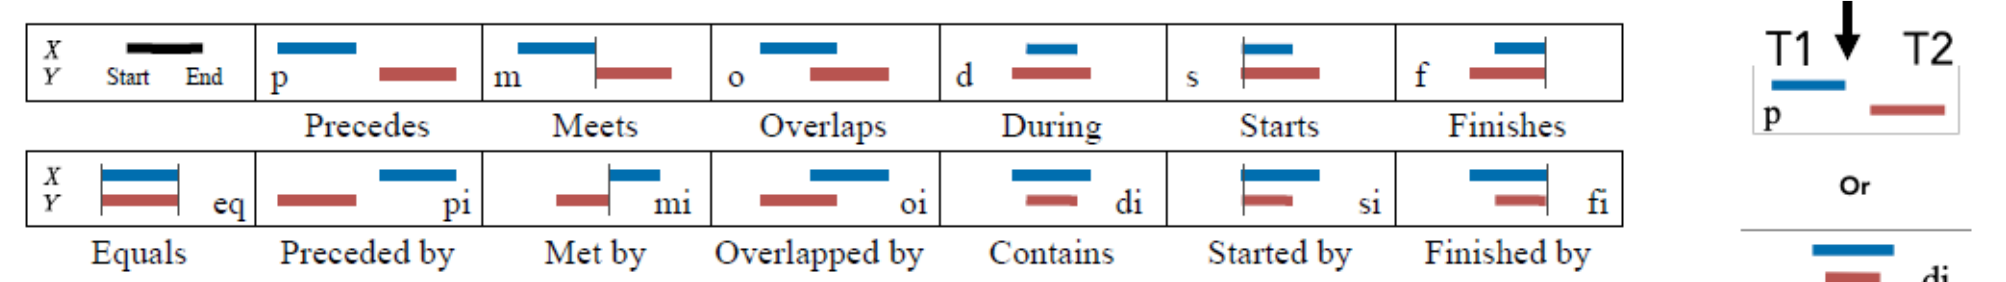 X
Y Start End p m o d s f
Precedes Meets Overlaps During Starts Finishes
X
Y eq pi mi oi di si fi
Equals Preceded by Met by Overlapped by Contains Started by Finished by
T1 T2
p
Or
di